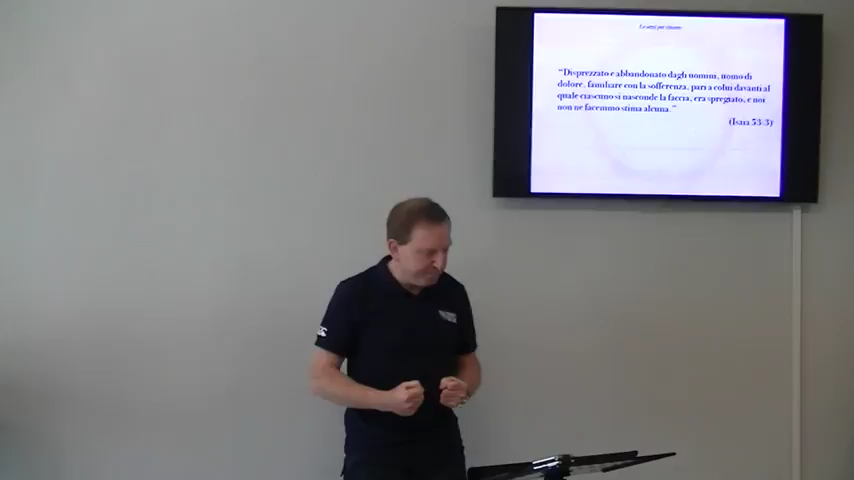 "Disprezzato e abbandonato dagli uomini, uomo di
dolore, familiare con la sofferenza, pari a colui davanti al
quale ciascuno si nasconde la faccia, era spregiato, e noi
non ne facemmo stima alcuna."
(Isaia 53:3)